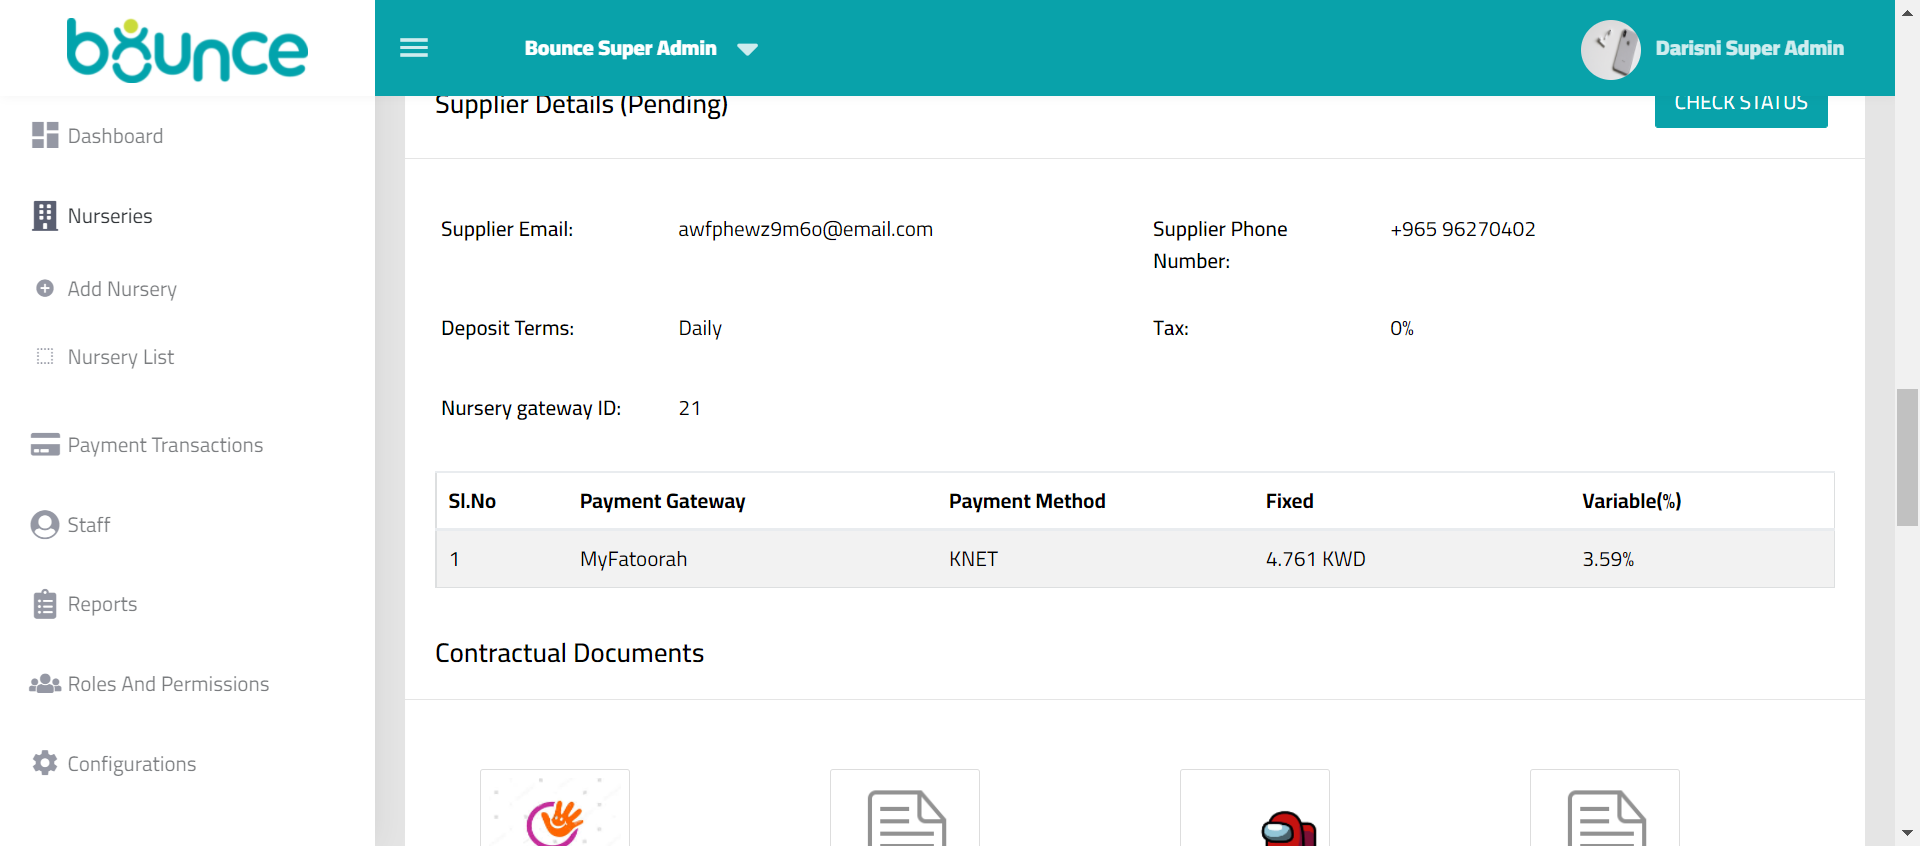 bounce
Bounce Super Admin
Darisni Super Admin
Dashboard
Nurseries
Add Nursery
Nursery List
Payment Transactions
Staff
Reports
Roles And Permissions
Configurations
Supplier Details (Pending)
CHECK STATUS
Supplier Email:
awfphewz9m6o@email.com
Supplier Phone
Number:
+965 96270402
Deposit Terms:
Daily
Tax:
0%
Nursery gateway ID:
21
Sl.No Payment Gateway Payment Method Fixed Variable(%)
1 MyFatoorah KNET 4.761 KWD 3.59%
Contractual Documents